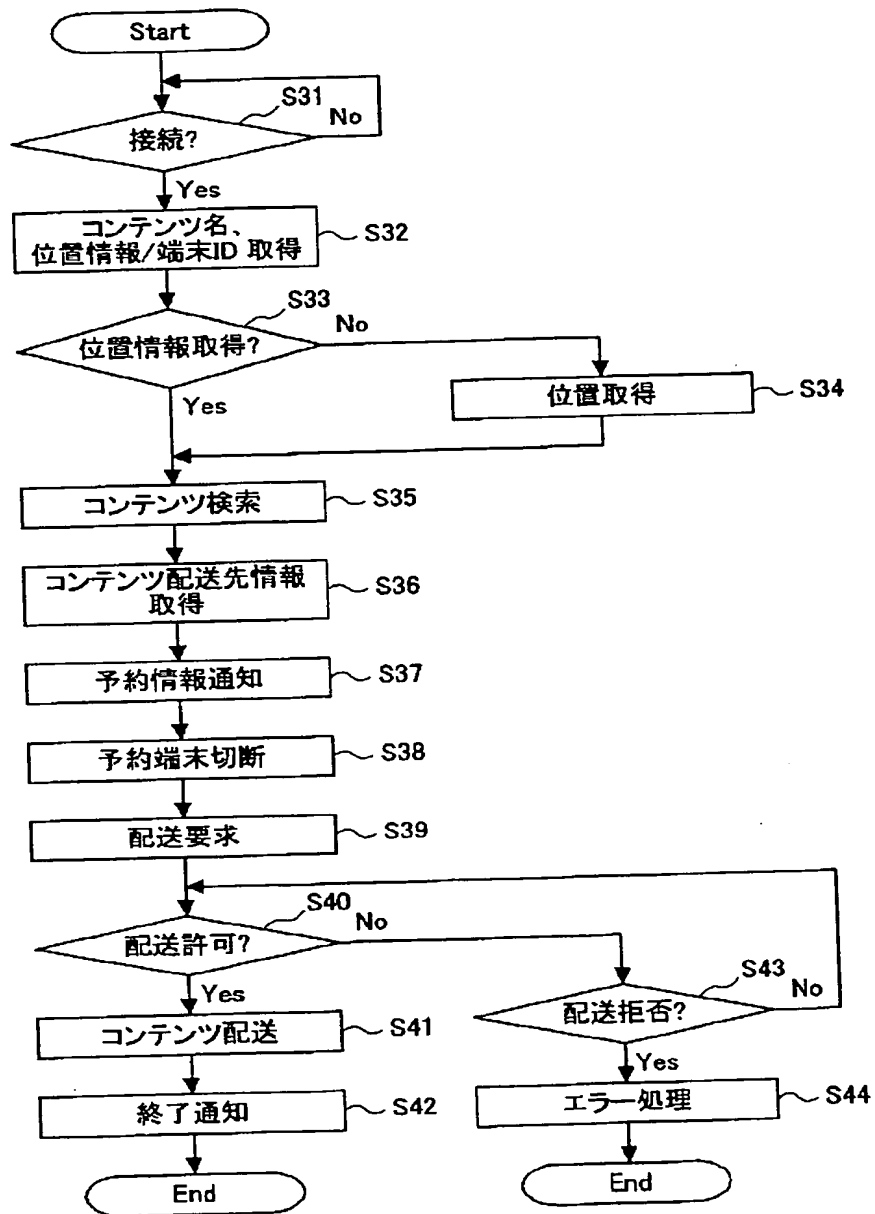 Start
S31
No
接続?
Yes
コンテンツ名、
位置情報/端末ID 取得
S32
S33
No
位置情報取得?
Yes
位置取得
S34
コンテンツ検索
S35
コンテンツ配送先情報
取得
S36
予約情報通知
S37
予約端末切断
S38
配送要求
S39
S40
No
配送許可?
Yes
S43
No
配送拒否?
Yes
コンテンツ配送
S41
エラー処理
S44
終了通知
S42
End
End